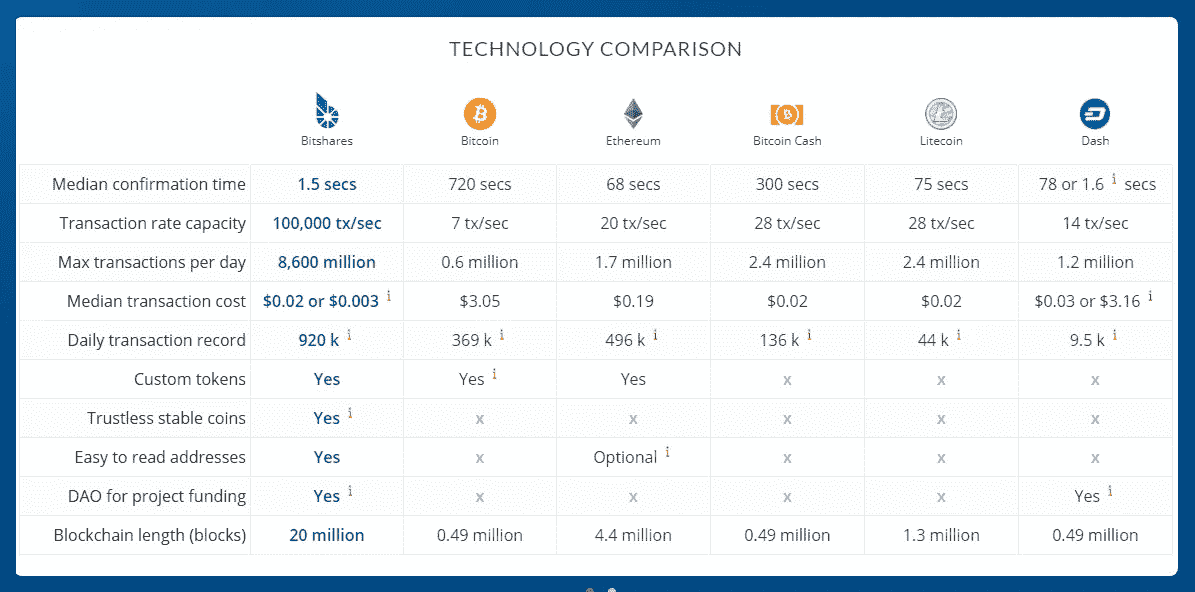 TECHNOLOGY COMPARISON
Bitshares Bitcoin Ethereum Bitcoin Cash Litecoin Dash
Median confirmation time 1.5 secs 720 secs 68 secs 300 secs 75 secs 78 or 1.6 i secs
Transaction rate capacity 100,000 tx/sec 7 tx/sec 20 tx/sec 28 tx/sec 28 tx/sec 14 tx/sec
Max transactions per day 8,600 million 0.6 million 1.7 million 2.4 million 2.4 million 1.2 million
Median transaction cost $0.02 or $0.003 i $3.05 $0.19 $0.02 $0.02 $0.03 or $3.16 i
Daily transaction record 920 k i 369 k i 496 k i 136 k i 44 k i 9.5 k i
Custom tokens Yes Yes i Yes x x x
Trustless stable coins Yes i x x x x x
Easy to read addresses Yes x Optional i x x x
DAO for project funding Yes i x x x x Yes i
Blockchain length (blocks) 20 million 0.49 million 4.4 million 0.49 million 1.3 million 0.49 million